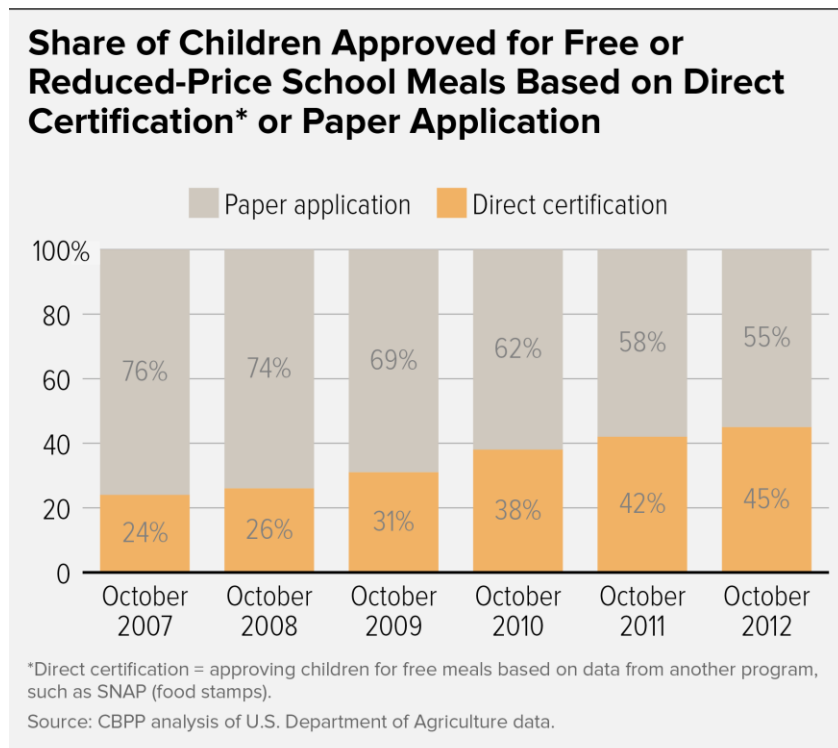 Share of Children Approved for Free or
Reduced-Price School Meals Based on Direct
Certification* or Paper Application
Paper application
Direct certification
100%
80
60
40
20
0
76%
74%
69%
62%
58%
55%
24%
26%
31%
38%
42%
45%
October
2007
October
2008
October
2009
October
2010
October
2011
October
2012
*Direct certification = approving children for free meals based on data from another program,
such as SNAP (food stamps).
Source: CBPP analysis of U.S. Department of Agriculture data.